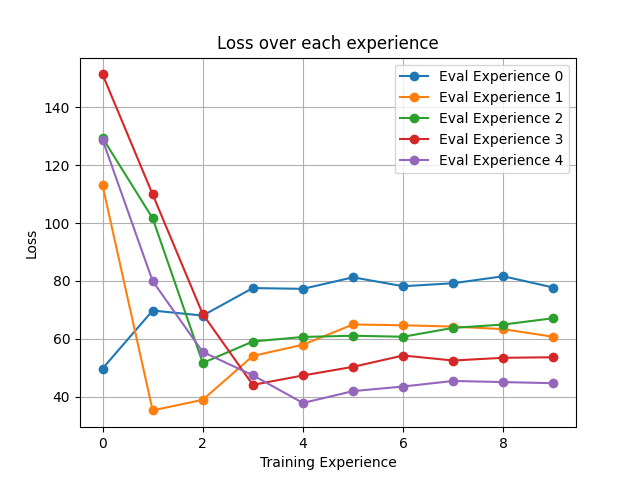 Loss over each experience
Eval Experience 0
Eval Experience 1
Eval Experience 2
Eval Experience 3
Eval Experience 4
Loss
140
120
100
80
60
40
0
2
4
6
8
Training Experience